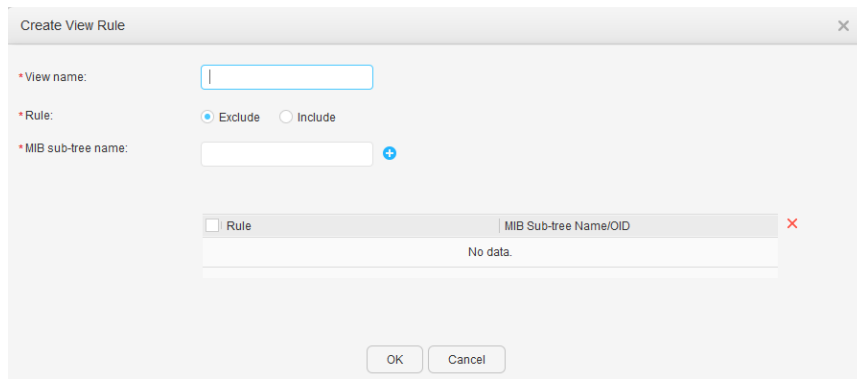 Create View Rule
*View name:
*Rule: Exclude Include
*MIB sub-tree name:
Rule MIB Sub-tree Name/OID
No data.
OK Cancel